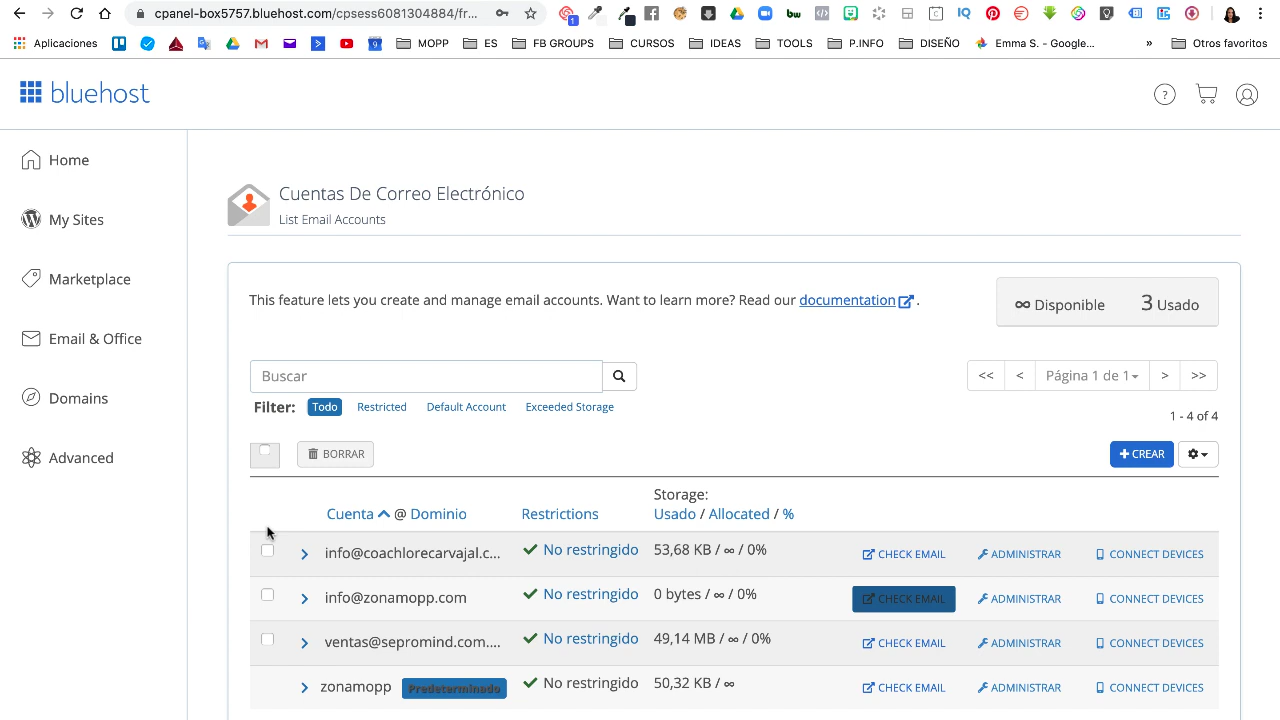 cpanel-box5757.bluehost.com/cpsess6081304884/fr...
Aplicaciones MOPP ES FB GROUPS CURSOS IDEAS TOOLS P.INFO DISEÑO Emma S. - Google... » Otros favoritos
bluehost
Home
My Sites
Marketplace
Email & Office
Domains
Advanced
Cuentas De Correo Electrónico
List Email Accounts
This feature lets you create and manage email accounts. Want to learn more? Read our documentation .
∞ Disponible 3 Usado
Buscar
<< < Página 1 de 1 > >>
Filter: Todo Restricted Default Account Exceeded Storage
1 - 4 of 4
BORRAR
+ CREAR
Storage:
Cuenta @ Dominio Restrictions Usado / Allocated / %
info@coachlorecarvajal.c... No restringido 53,68 KB / ∞ / 0% CHECK EMAIL ADMINISTRAR CONNECT DEVICES
info@zonamopp.com No restringido 0 bytes / ∞ / 0% CHECK EMAIL ADMINISTRAR CONNECT DEVICES
ventas@sepromind.com.... No restringido 49,14 MB / ∞ / 0% CHECK EMAIL ADMINISTRAR CONNECT DEVICES
zonamopp Predeterminado No restringido 50,32 KB / ∞ CHECK EMAIL ADMINISTRAR CONNECT DEVICES